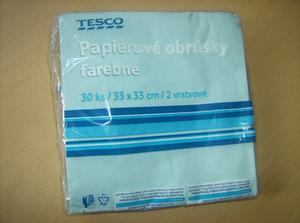 TESCO
Papierové obrúsky
farebné
30 ks / 33 x 33 cm / 2 vrstvové